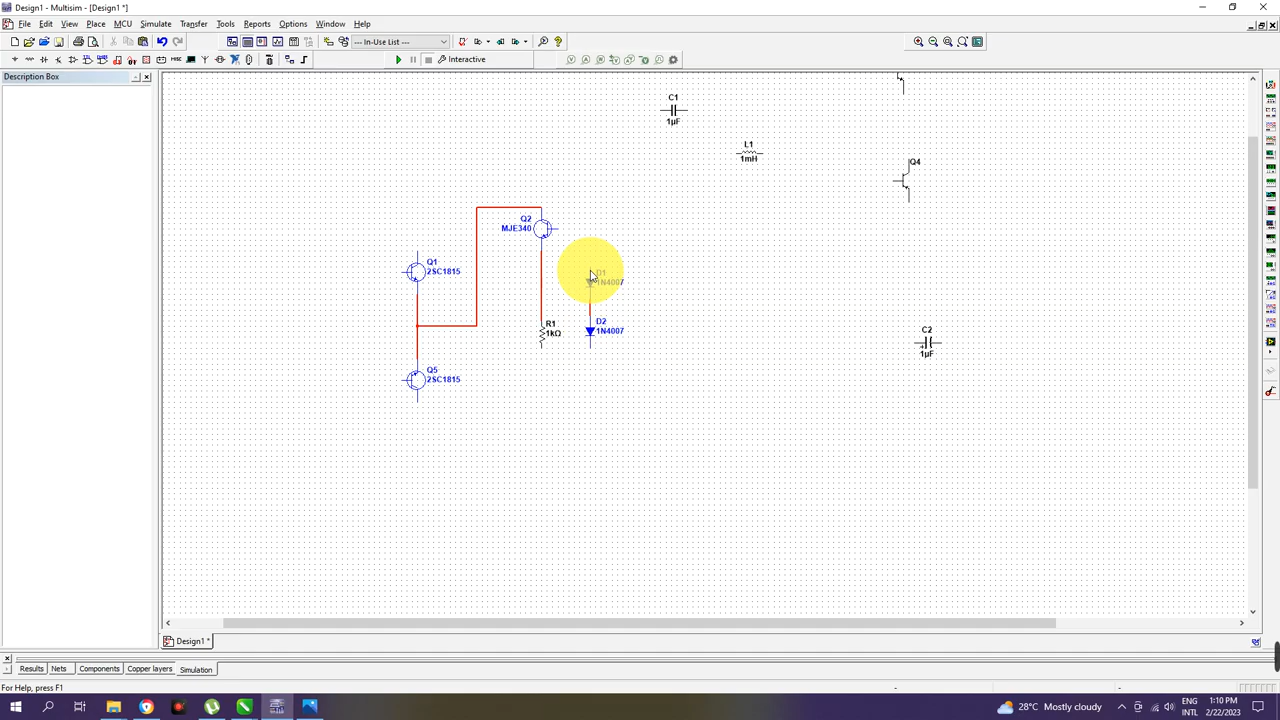 Design1 - Multisim - [Design1 *]
File Edit View Place MCU Simulate Transfer Tools Reports Options Window Help
--- In-Use List ---
Interactive
Description Box
C1
1µF
L1
1mH
Q4
Q2
MJE340
Q1
2SC1815
D1
1N4007
R1
1kΩ
D2
1N4007
C2
1µF
Q5
2SC1815
Design1 *
Results Nets Components Copper layers Simulation
For Help, press F1
28°C Mostly cloudy
ENG
INTL
1:10 PM
2/22/2023